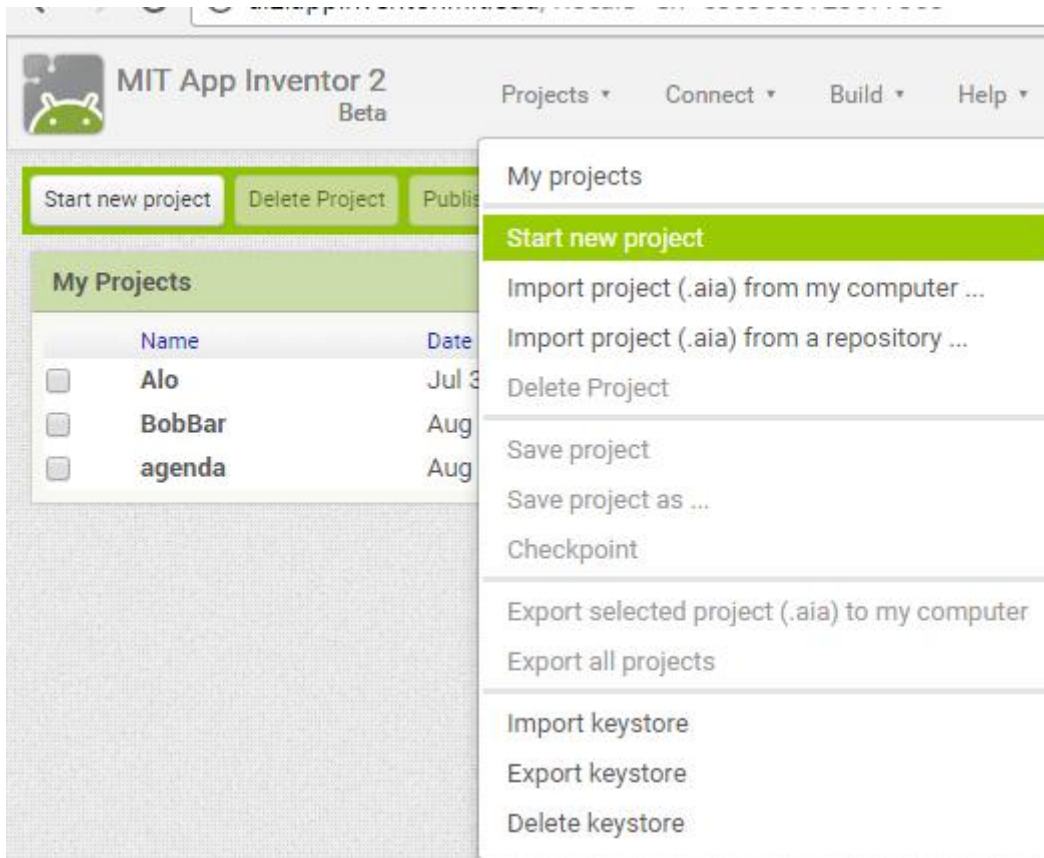 MIT App Inventor 2
Beta
Projects Connect Build Help
Start new project Delete Project
My Projects
Name Date
Alo Jul
BobBar Aug
agenda Aug
My projects
Start new project
Import project (.aia) from my computer ...
Import project (.aia) from a repository ...
Delete Project
Save project
Save project as ...
Checkpoint
Export selected project (.aia) to my computer
Export all projects
Import keystore
Export keystore
Delete keystore